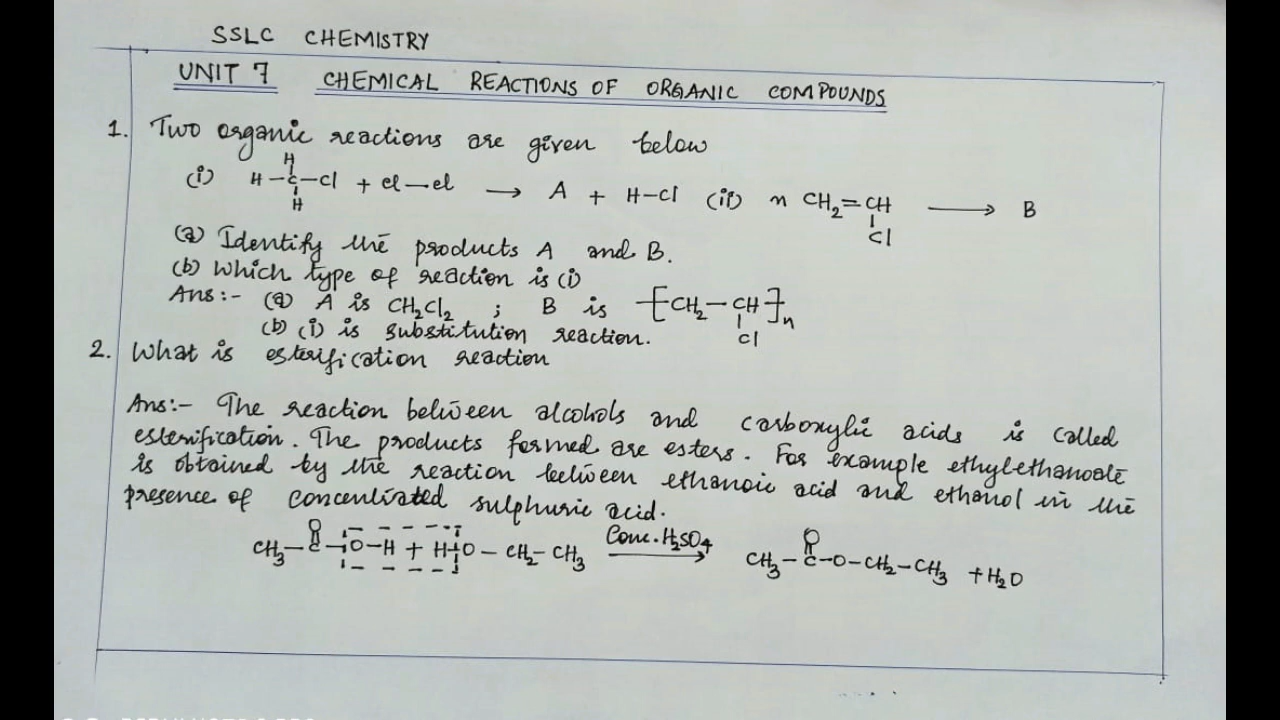 SSLC CHEMISTRY
UNIT 7 CHEMICAL REACTIONS OF ORGANIC COMPOUNDS
1. Two organic reactions are given below
H
(i) H-C-Cl + Cl-Cl → A + H-Cl (ii) n CH2=CH → B
H Cl
(a) Identify the products A and B.
(b) Which type of reaction is (i)
Ans:- (a) A is CH2Cl2 ; B is -[CH2-CH]n
Cl
(b) (i) is substitution reaction.
2. What is esterification reaction
Ans:- The reaction between alcohols and carboxylic acids is called
esterification. The products formed are esters. For example ethylethanoate
is obtained by the reaction between ethanoic acid and ethanol in the
presence of concentrated sulphuric acid.
O Conc.H2SO4 O
CH3-C-O-H + H-O-CH2-CH3 → CH3-C-O-CH2-CH3 + H2O